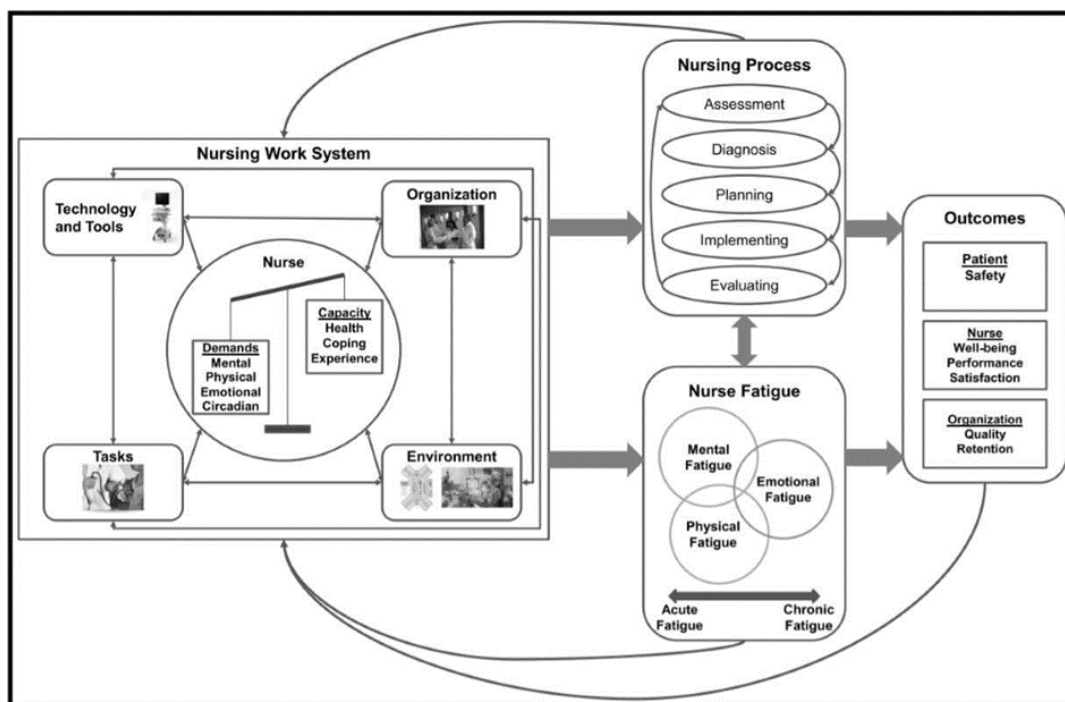 Nursing Work System
Technology
and Tools
Organization
Nurse
Demands
Mental
Physical
Emotional
Circadian
Capacity
Health
Coping
Experience
Tasks
Environment
Nursing Process
Assessment
Diagnosis
Planning
Implementing
Evaluating
Nurse Fatigue
Mental
Fatigue
Emotional
Fatigue
Physical
Fatigue
Acute
Fatigue
Chronic
Fatigue
Outcomes
Patient
Safety
Nurse
Well-being
Performance
Satisfaction
Organization
Quality
Retention